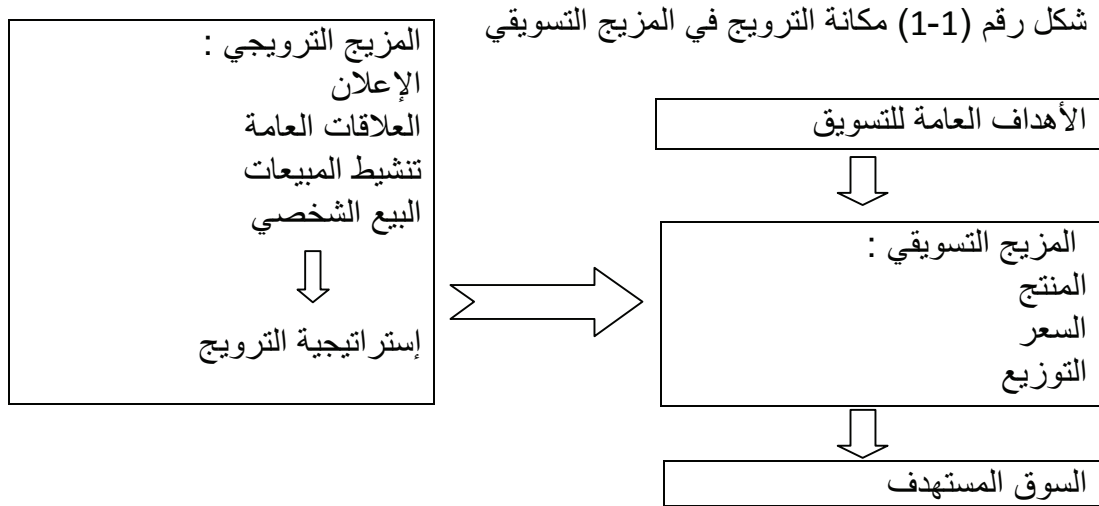 شكل رقم (1-1) مكانة الترويج في المزيج التسويقي
الأهداف العامة للتسويق
المزيج التسويقي :
المنتج
السعر
التوزيع
السوق المستهدف
المزيج الترويجي :
الإعلان
العلاقات العامة
تنشيط المبيعات
البيع الشخصي
إستراتيجية الترويج